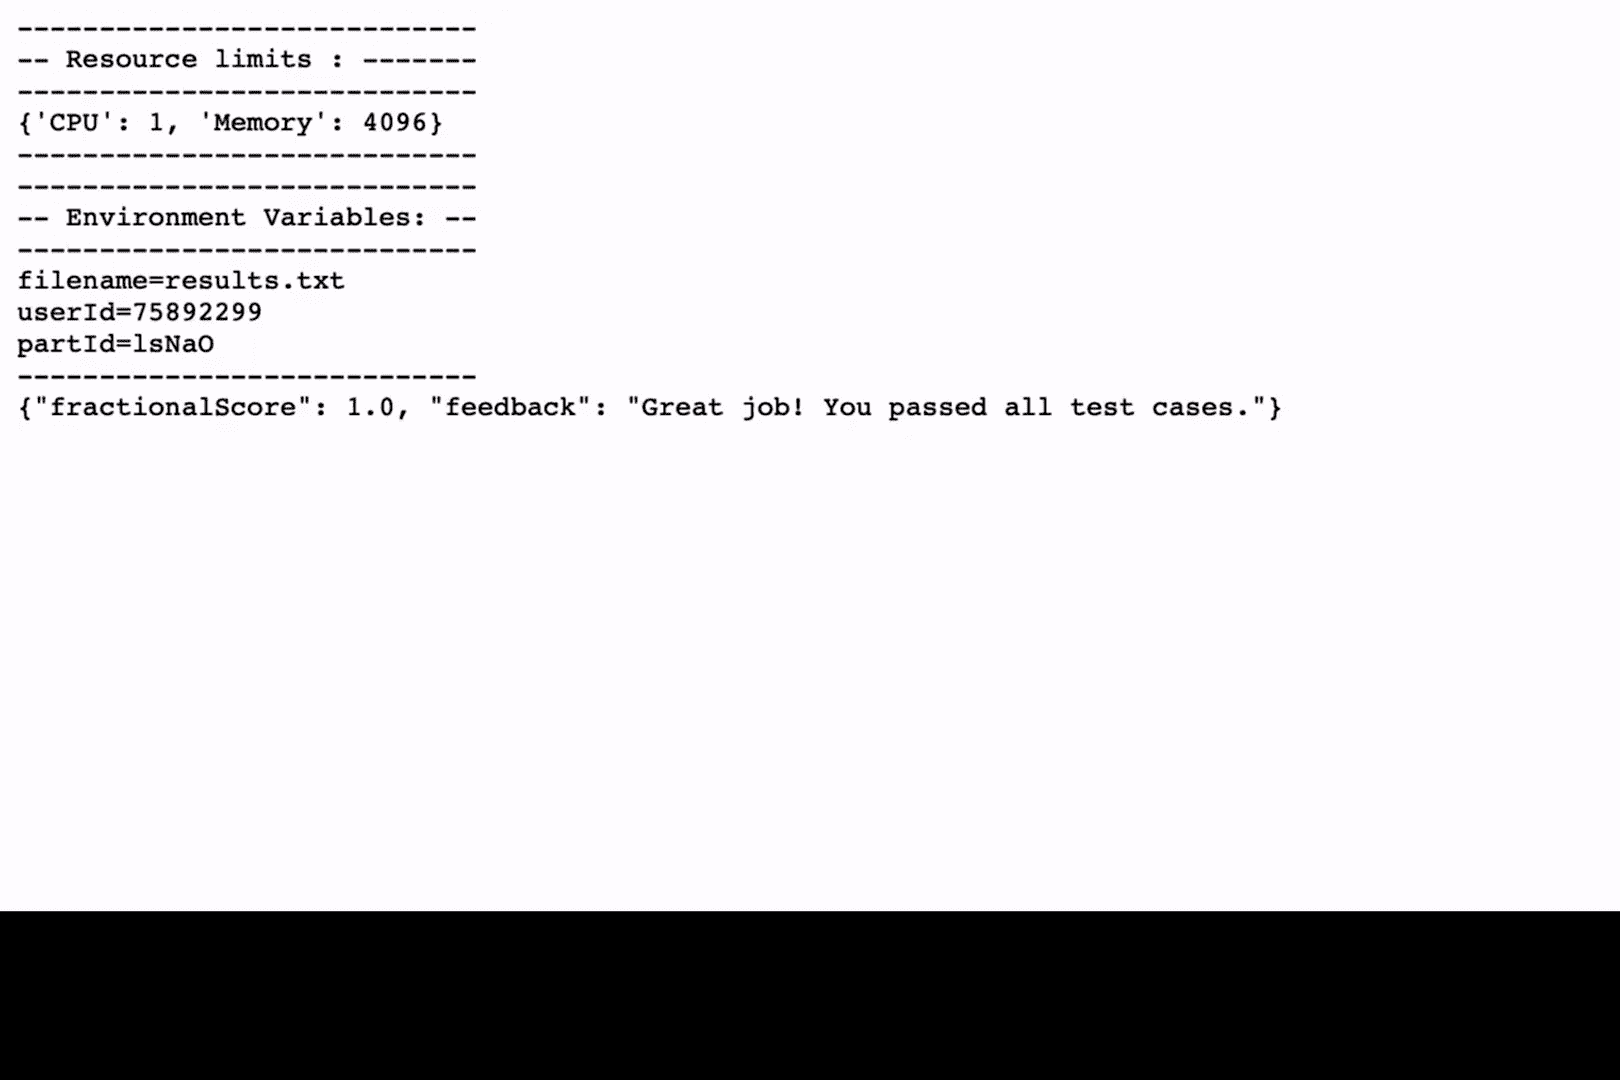 ----------------------------
-- Resource limits : -------
----------------------------
{'CPU': 1, 'Memory': 4096}
----------------------------
----------------------------
-- Environment Variables: --
----------------------------
filename=results.txt
userId=75892299
partId=lsNaO
----------------------------
{"fractionalScore": 1.0, "feedback": "Great job! You passed all test cases."}